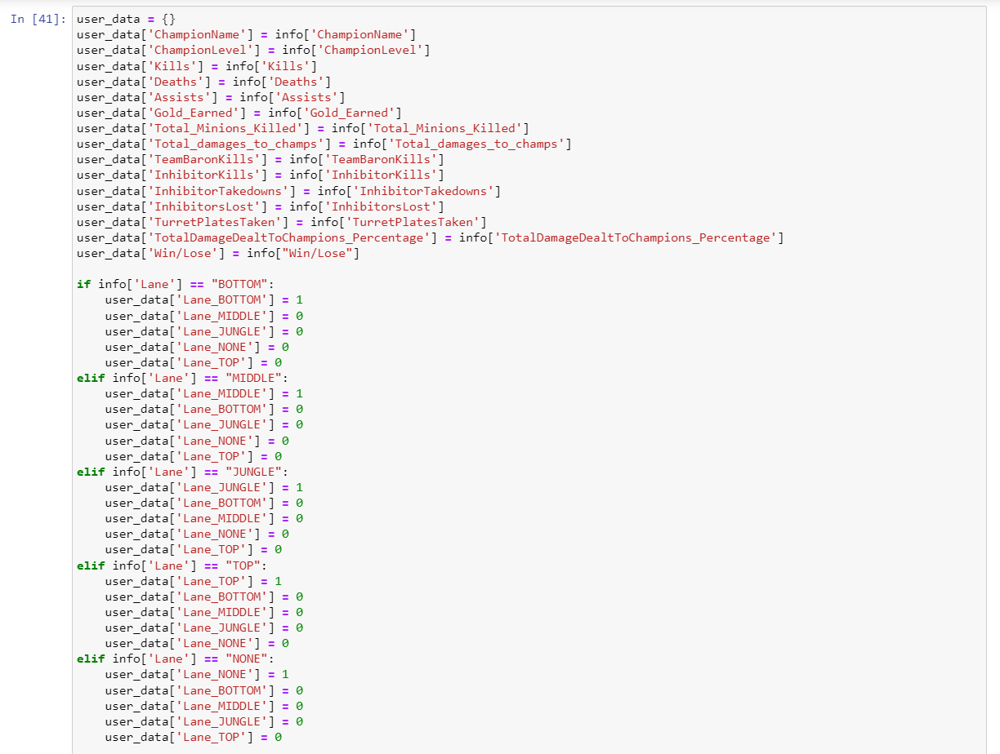 In [41]: user_data = {}
user_data['ChampionName'] = info['ChampionName']
user_data['ChampionLevel'] = info['ChampionLevel']
user_data['Kills'] = info['Kills']
user_data['Deaths'] = info['Deaths']
user_data['Assists'] = info['Assists']
user_data['Gold_Earned'] = info['Gold_Earned']
user_data['Total_Minions_Killed'] = info['Total_Minions_Killed']
user_data['Total_damages_to_champs'] = info['Total_damages_to_champs']
user_data['TeamBaronKills'] = info['TeamBaronKills']
user_data['InhibitorKills'] = info['InhibitorKills']
user_data['InhibitorTakedowns'] = info['InhibitorTakedowns']
user_data['InhibitorsLost'] = info['InhibitorsLost']
user_data['TurretPlatesTaken'] = info['TurretPlatesTaken']
user_data['TotalDamageDealtToChampions_Percentage'] = info['TotalDamageDealtToChampions_Percentage']
user_data['Win/Lose'] = info["Win/Lose"]

if info['Lane'] == "BOTTOM":
    user_data['Lane_BOTTOM'] = 1
    user_data['Lane_MIDDLE'] = 0
    user_data['Lane_JUNGLE'] = 0
    user_data['Lane_NONE'] = 0
    user_data['Lane_TOP'] = 0
elif info['Lane'] == "MIDDLE":
    user_data['Lane_MIDDLE'] = 1
    user_data['Lane_BOTTOM'] = 0
    user_data['Lane_JUNGLE'] = 0
    user_data['Lane_NONE'] = 0
    user_data['Lane_TOP'] = 0
elif info['Lane'] == "JUNGLE":
    user_data['Lane_JUNGLE'] = 1
    user_data['Lane_BOTTOM'] = 0
    user_data['Lane_MIDDLE'] = 0
    user_data['Lane_NONE'] = 0
    user_data['Lane_TOP'] = 0
elif info['Lane'] == "TOP":
    user_data['Lane_TOP'] = 1
    user_data['Lane_BOTTOM'] = 0
    user_data['Lane_MIDDLE'] = 0
    user_data['Lane_JUNGLE'] = 0
    user_data['Lane_NONE'] = 0
elif info['Lane'] == "NONE":
    user_data['Lane_NONE'] = 1
    user_data['Lane_BOTTOM'] = 0
    user_data['Lane_MIDDLE'] = 0
    user_data['Lane_JUNGLE'] = 0
    user_data['Lane_TOP'] = 0